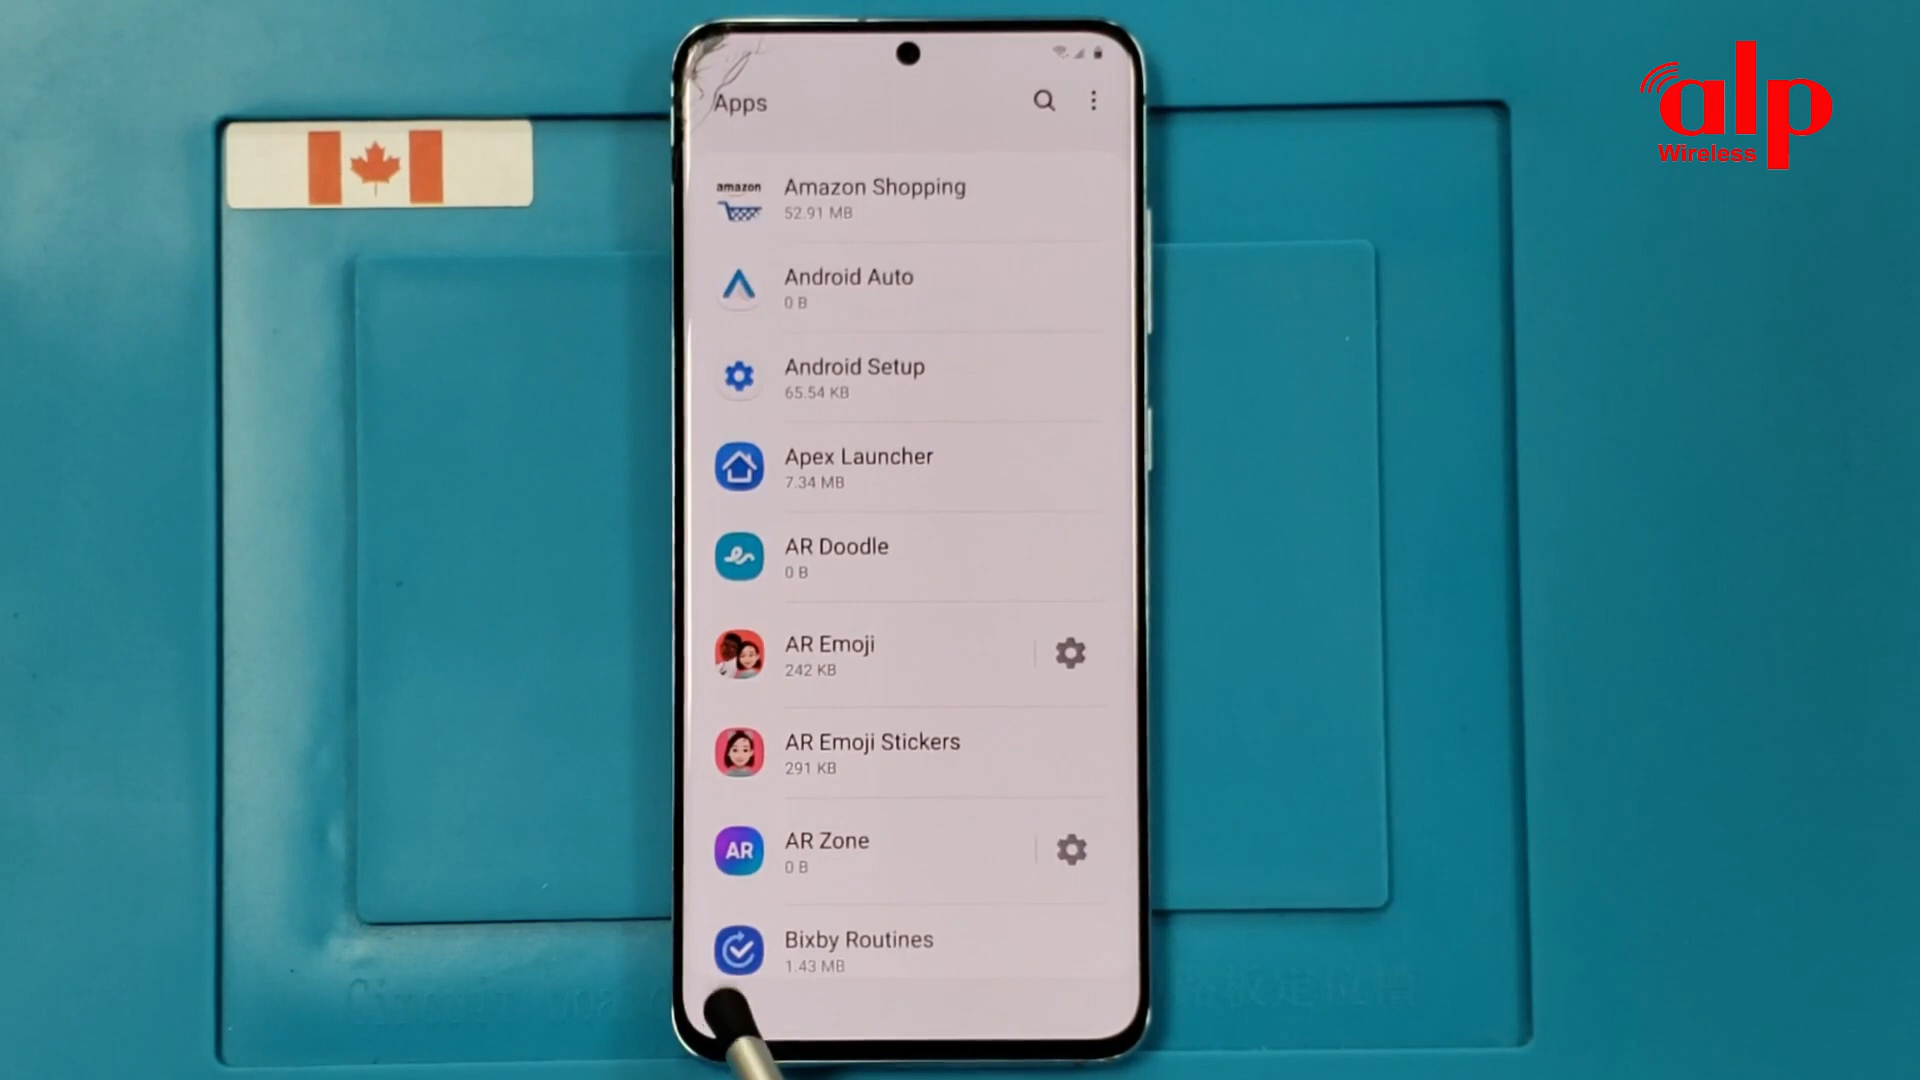 alp
Wireless
Apps
amazon
Amazon Shopping
52.91 MB
Android Auto
0 B
Android Setup
65.54 KB
Apex Launcher
7.34 MB
AR Doodle
0 B
AR Emoji
242 KB
AR Emoji Stickers
291 KB
AR
AR Zone
0 B
Bixby Routines
1.43 MB